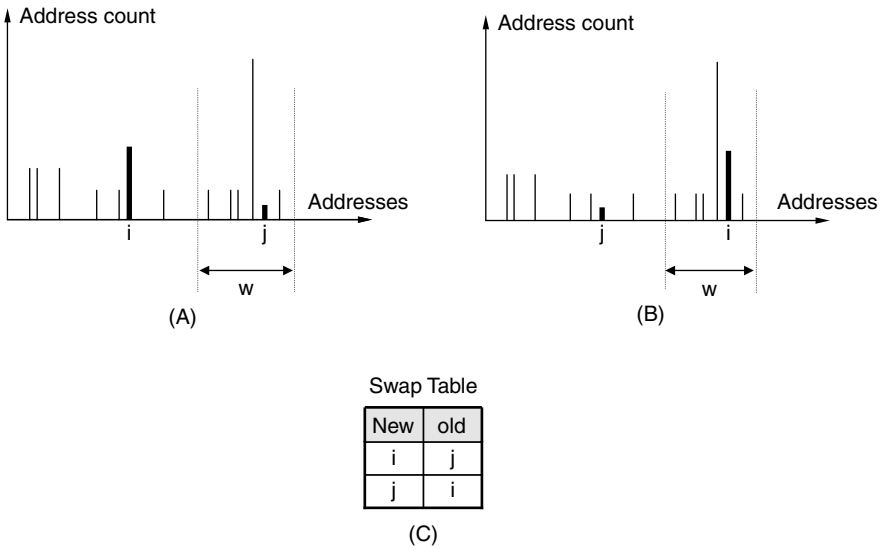 Address count
Addresses
i
j
w
(A)
Address count
Addresses
j
i
w
(B)
Swap Table
New old
i j
j i
(C)